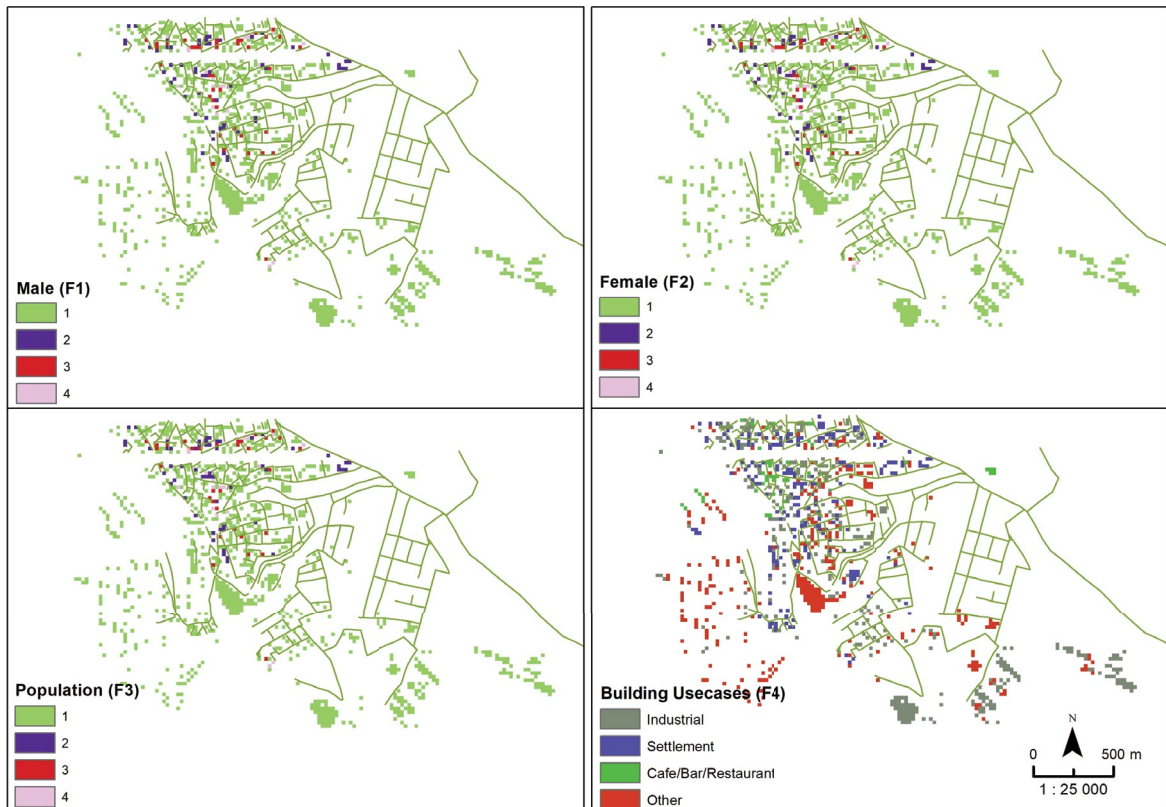 Male (F1)
1
2
3
4
Female (F2)
1
2
3
4
Population (F3)
1
2
3
4
Building Usecases (F4)
Industrial
Settlement
Cafe/Bar/Restaurant
Other
N
0 500 m
1 : 25 000